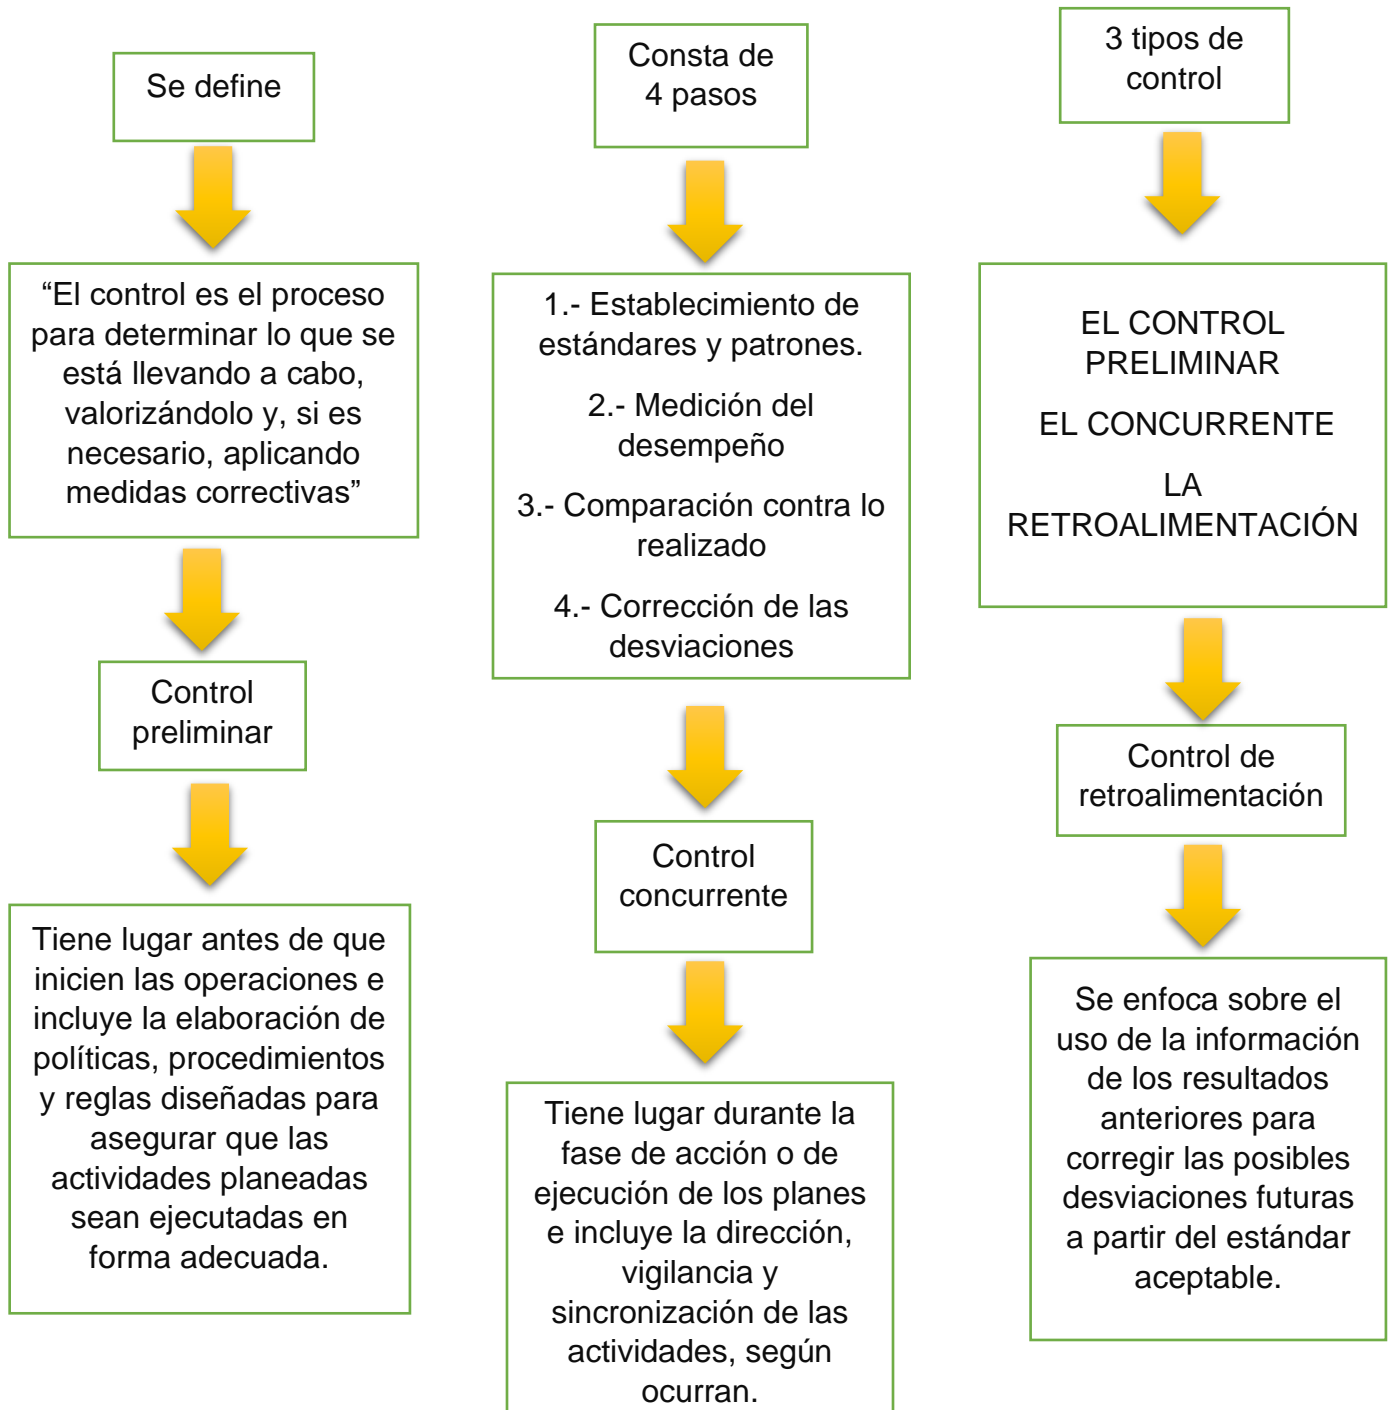 Se define
“El control es el proceso
para determinar lo que se
está llevando a cabo,
valorizándolo y, si es
necesario, aplicando
medidas correctivas”
Control
preliminar
Tiene lugar antes de que
inicien las operaciones e
incluye la elaboración de
políticas, procedimientos
y reglas diseñadas para
asegurar que las
actividades planeadas
sean ejecutadas en
forma adecuada.
Consta de
4 pasos
1.- Establecimiento de
estándares y patrones.
2.- Medición del
desempeño
3.- Comparación contra lo
realizado
4.- Corrección de las
desviaciones
Control
concurrente
Tiene lugar durante la
fase de acción o de
ejecución de los planes
e incluye la dirección,
vigilancia y
sincronización de las
actividades, según
ocurran.
3 tipos de
control
EL CONTROL
PRELIMINAR
EL CONCURRENTE
LA
RETROALIMENTACIÓN
Control de
retroalimentación
Se enfoca sobre el
uso de la información
de los resultados
anteriores para
corregir las posibles
desviaciones futuras
a partir del estándar
aceptable.